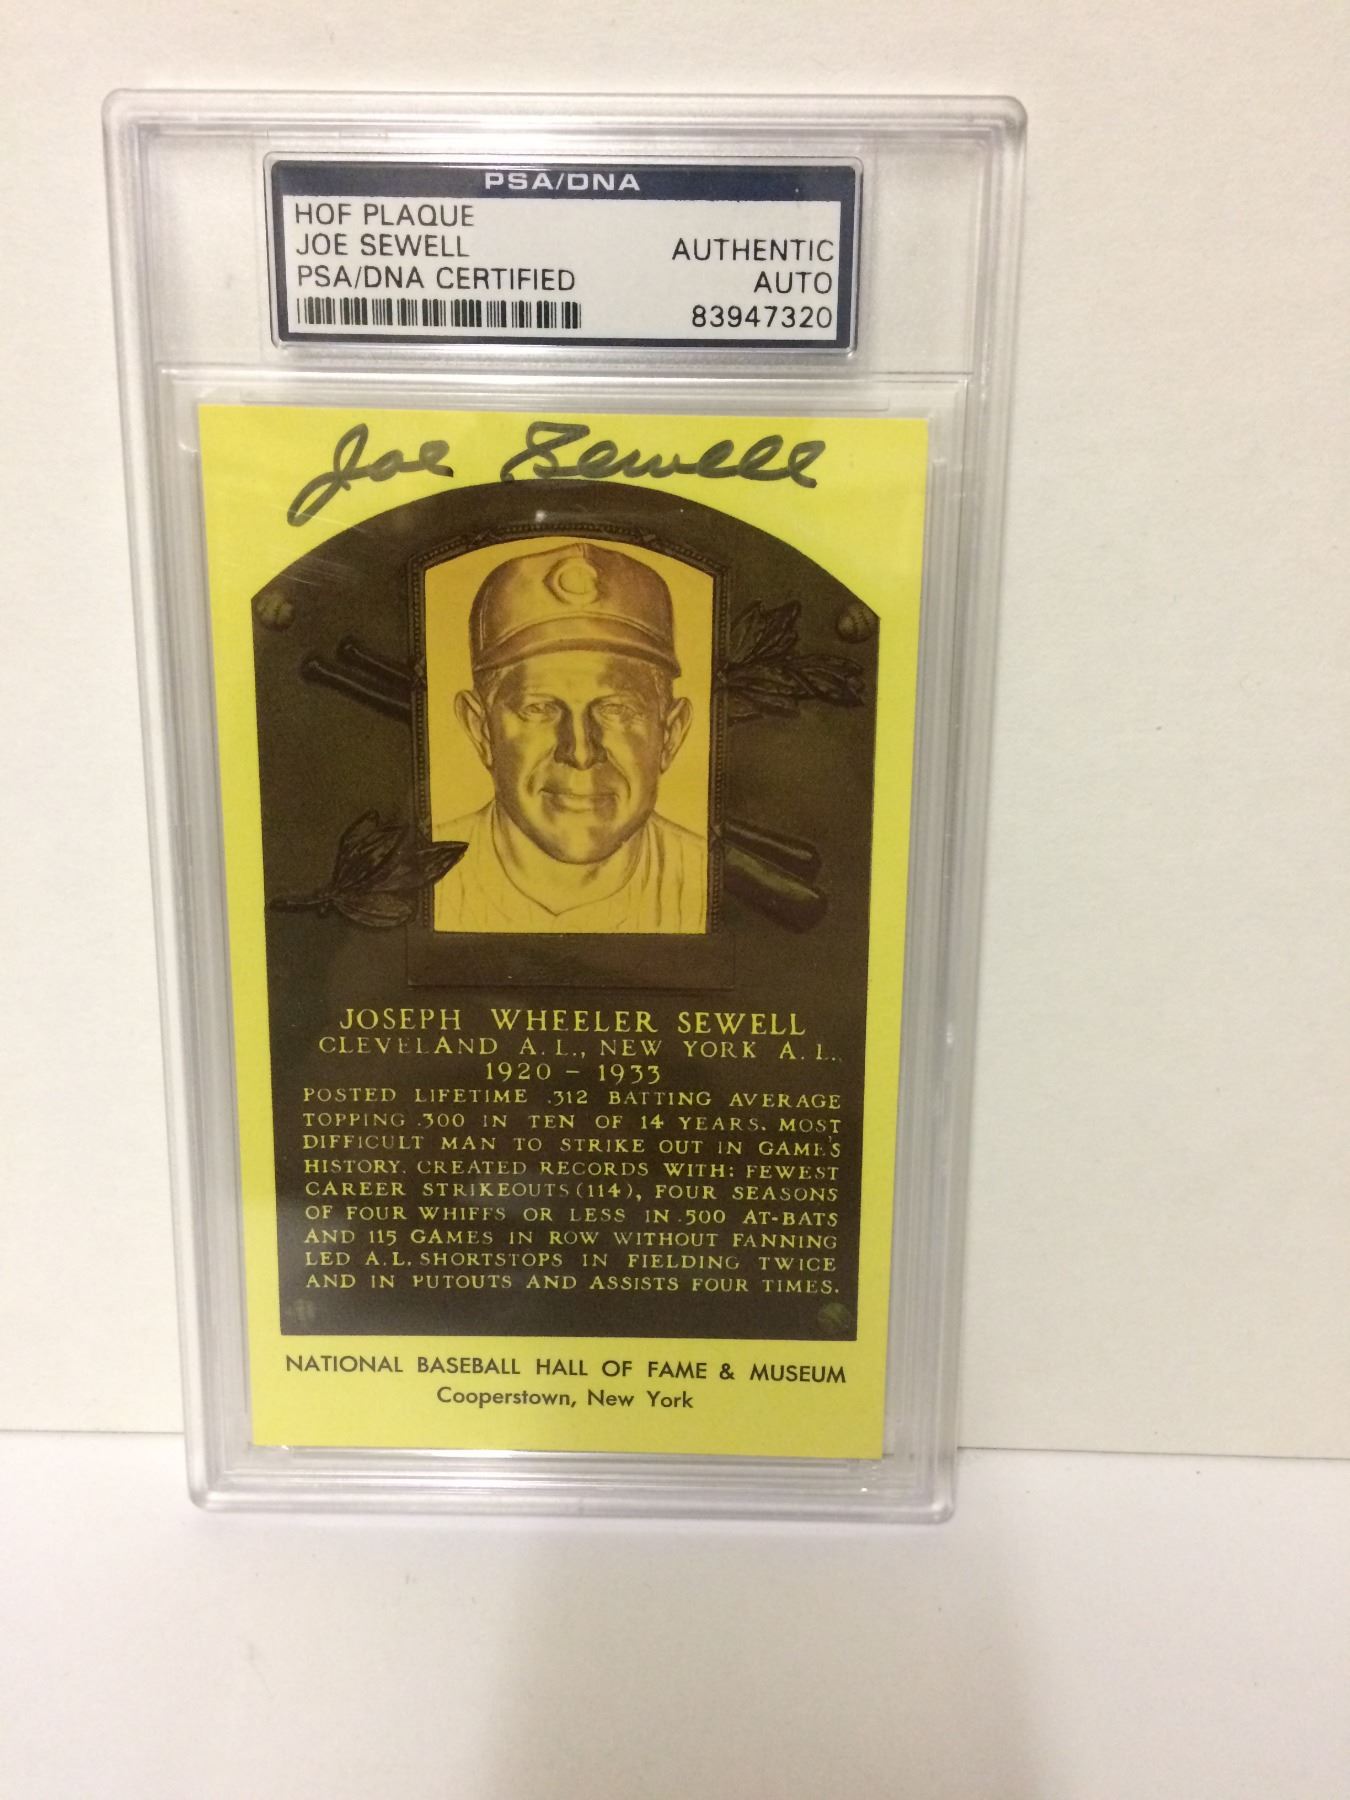 PSA/DNA
HOF PLAQUE
JOE SEWELL
PSA/DNA CERTIFIED
AUTHENTIC
AUTO
83947320
Joe Sewell
C
JOSEPH WHEELER SEWELL
CLEVELAND A. L., NEW YORK A. L.,
1920 - 1933
POSTED LIFETIME .312 BATTING AVERAGE
TOPPING .300 IN TEN OF 14 YEARS. MOST
DIFFICULT MAN TO STRIKE OUT IN GAME'S
HISTORY. CREATED RECORDS WITH: FEWEST
CAREER STRIKEOUTS (114), FOUR SEASONS
OF FOUR WHIFFS OR LESS IN 500 AT-BATS
AND 115 GAMES IN ROW WITHOUT FANNING
LED A.L. SHORTSTOPS IN FIELDING TWICE
AND IN PUTOUTS AND ASSISTS FOUR TIMES.
NATIONAL BASEBALL HALL OF FAME & MUSEUM
Cooperstown, New York